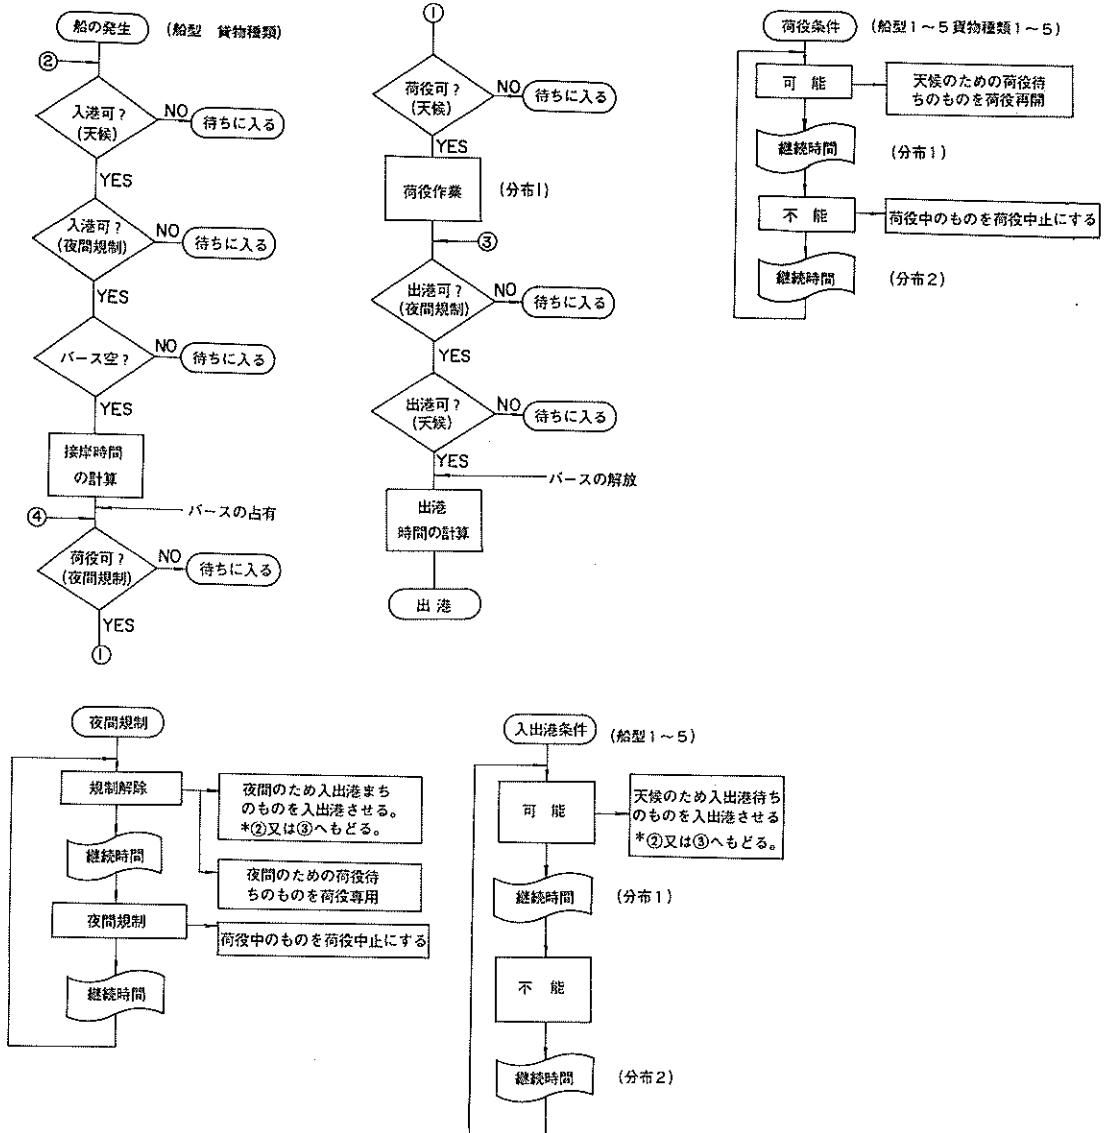 船の発生 (船型 貨物種類)
②
入港可?
(天候)
NO
待ちに入る
YES
入港可?
(夜間規制)
NO
待ちに入る
YES
バース空?
NO
待ちに入る
YES
接岸時間
の計算
バースの占有
④
荷役可?
(夜間規制)
NO
待ちに入る
YES
①
①
荷役可?
(天候)
NO
待ちに入る
YES
荷役作業 (分布1)
③
出港可?
(夜間規制)
NO
待ちに入る
YES
出港可?
(天候)
NO
待ちに入る
YES
バースの解放
出港
時間の計算
出港
荷役条件 (船型1~5貨物種類1~5)
可能
天候のための荷役待
ちのものを荷役再開
継続時間 (分布1)
不能
荷役中のものを荷役中止にする
継続時間 (分布2)
夜間規制
規制解除
夜間のため入出港まち
のものを入出港させる。
*②又は③へもどる。
継続時間
夜間のための荷役待
ちのものを荷役専用
夜間規制
荷役中のものを荷役中止にする
継続時間
入出港条件 (船型1~5)
可能
天候のため入出港待ち
のものを入出港させる
*②又は③へもどる。
継続時間 (分布1)
不能
継続時間 (分布2)